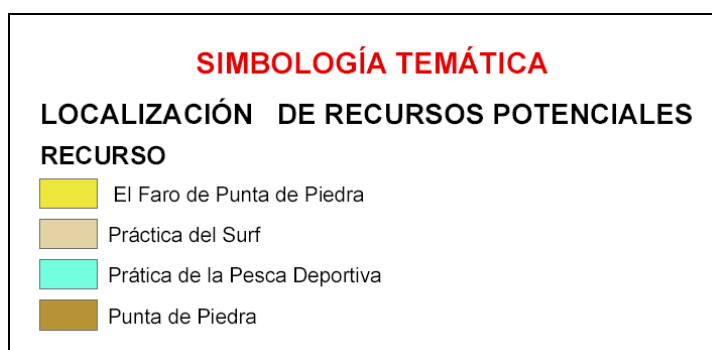 SIMBOLOGÍA TEMÁTICA
LOCALIZACIÓN DE RECURSOS POTENCIALES
RECURSO
El Faro de Punta de Piedra
Práctica del Surf
Prática de la Pesca Deportiva
Punta de Piedra